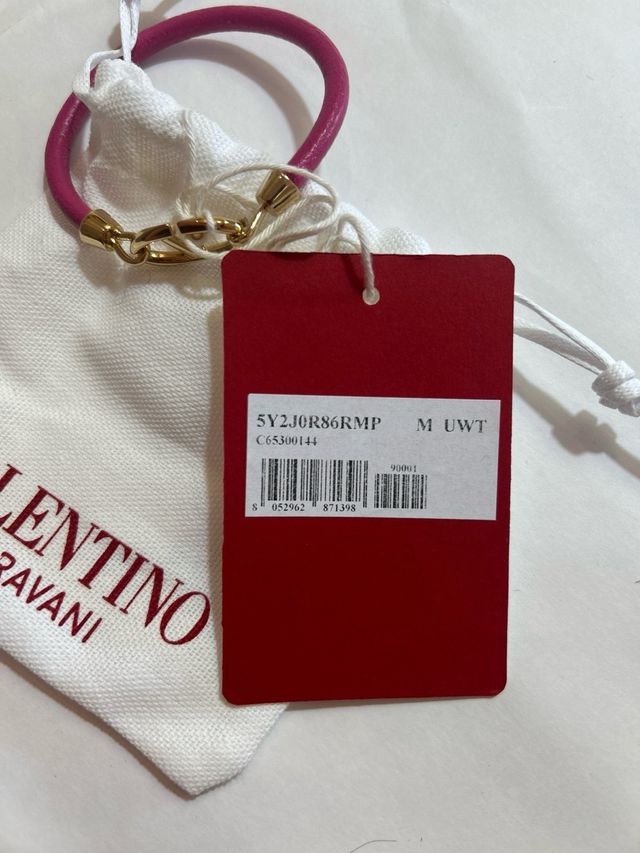 5Y2J0R86RMP M UWT
C65300144
90001
8 052962 871398
LENTINO
RAVANI